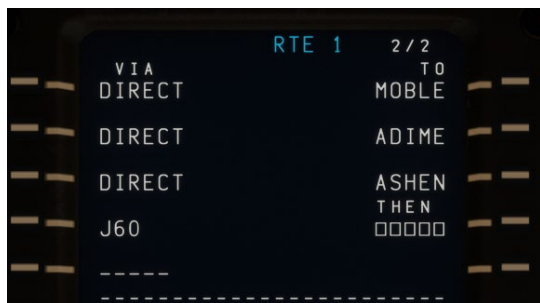 RTE 1 2/2
VIA TO
DIRECT MOBLE
DIRECT ADIME
DIRECT ASHEN
THEN
J60 □□□□□
-----
------------------------